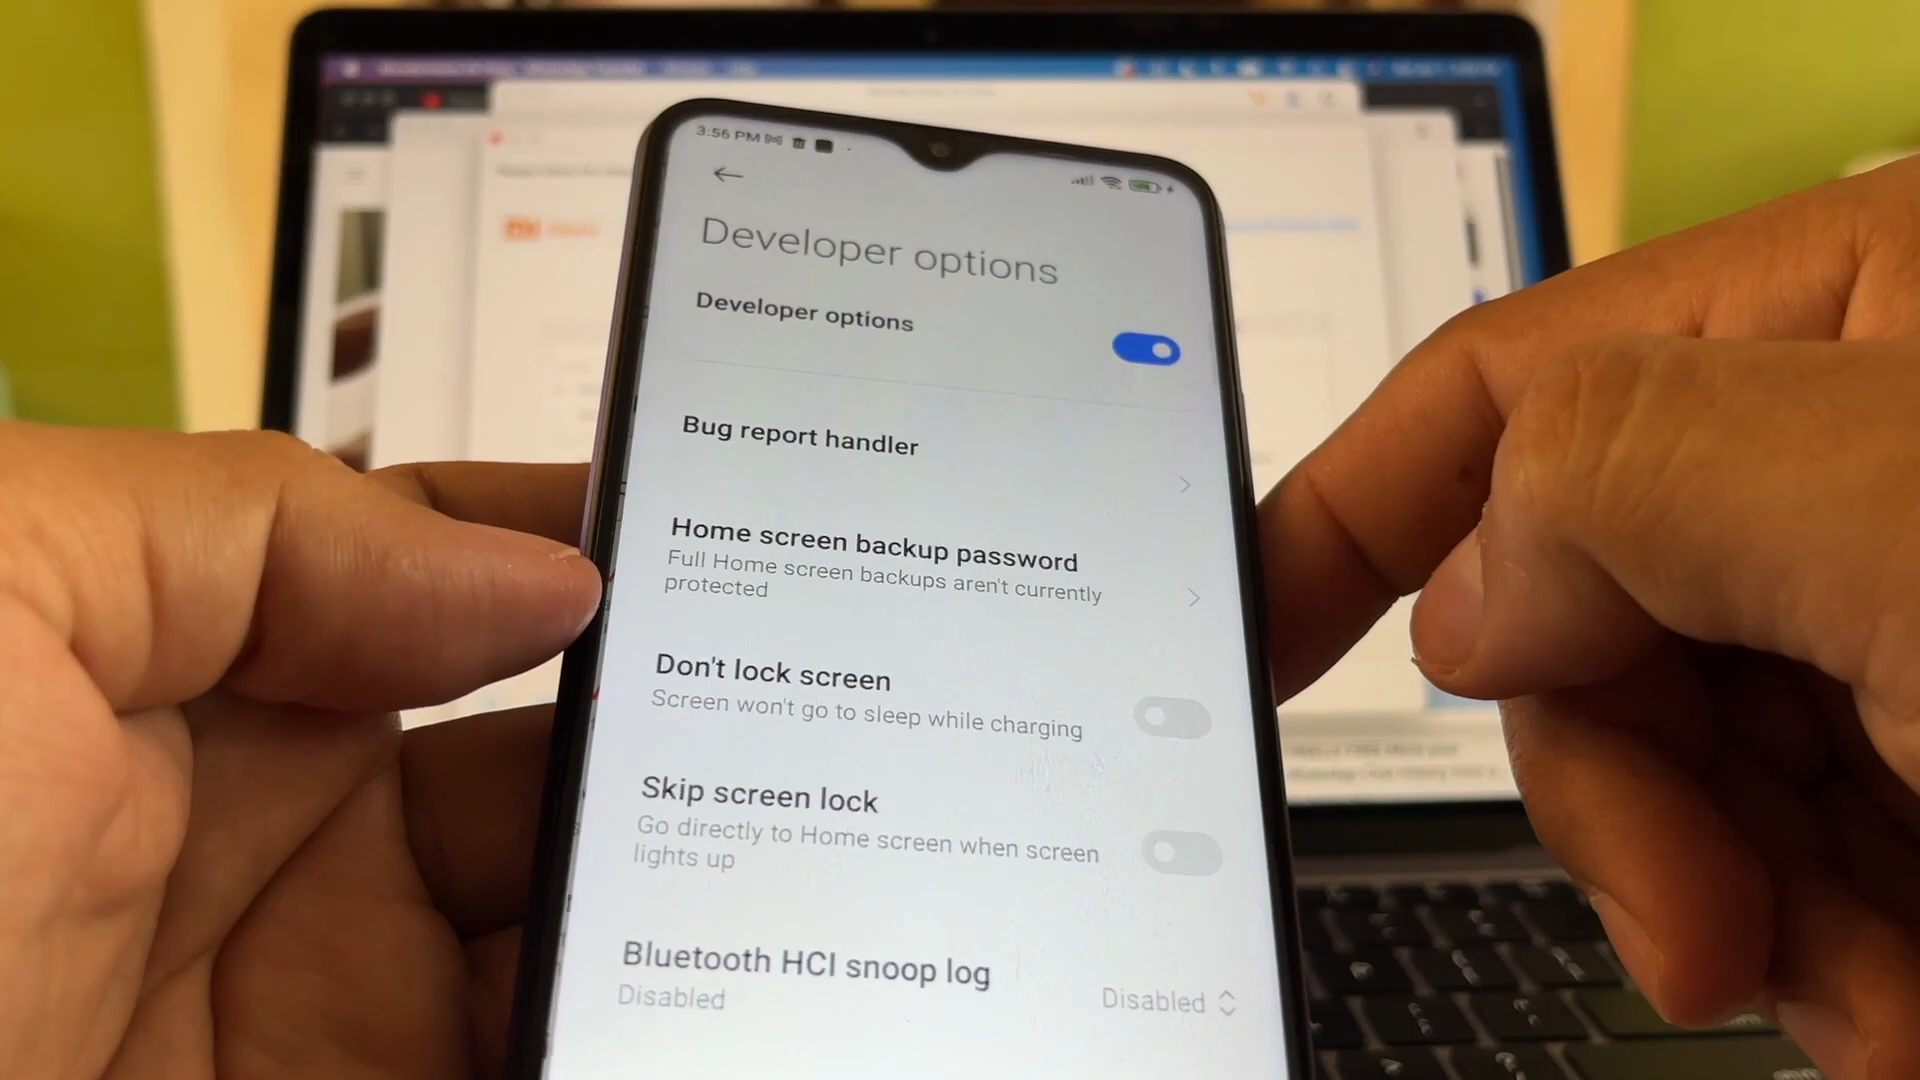 3:56 PM
Developer options
Developer options
Bug report handler
Home screen backup password
Full Home screen backups aren't currently
protected
Don't lock screen
Screen won't go to sleep while charging
Skip screen lock
Go directly to Home screen when screen
lights up
Bluetooth HCI snoop log
Disabled
Disabled